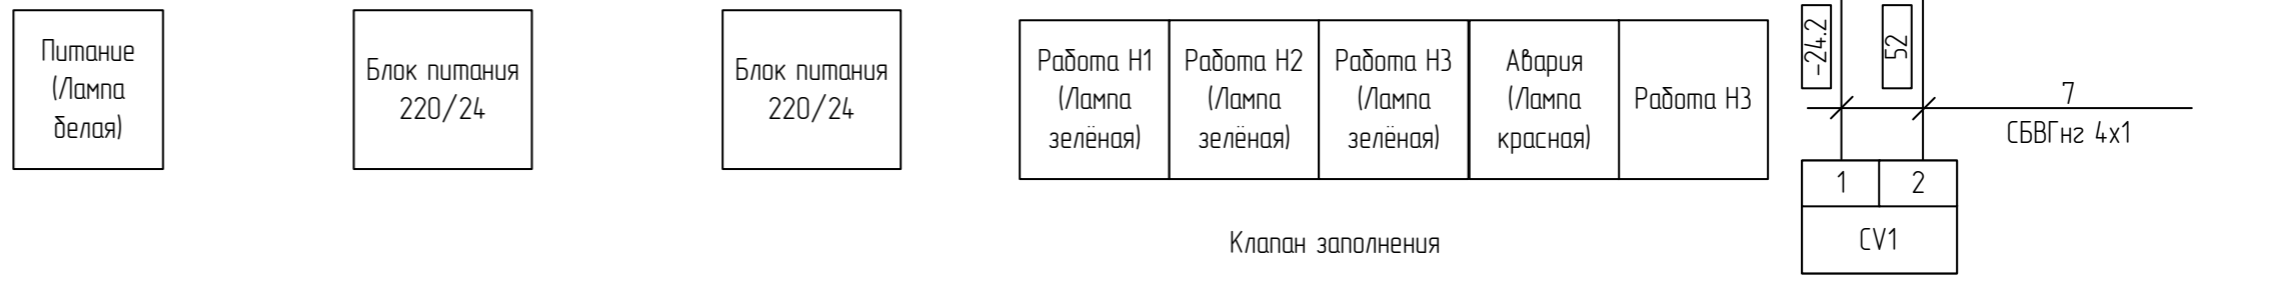 Питание
(Лампа
белая)
Блок питания
220/24
Блок питания
220/24
Работа Н1
(Лампа
зелёная)
Работа Н2
(Лампа
зелёная)
Работа Н3
(Лампа
зелёная)
Авария
(Лампа
красная)
Работа Н3
-24.2
52
7
СБВГнг 4х1
1
2
CV1
Клапан заполнения